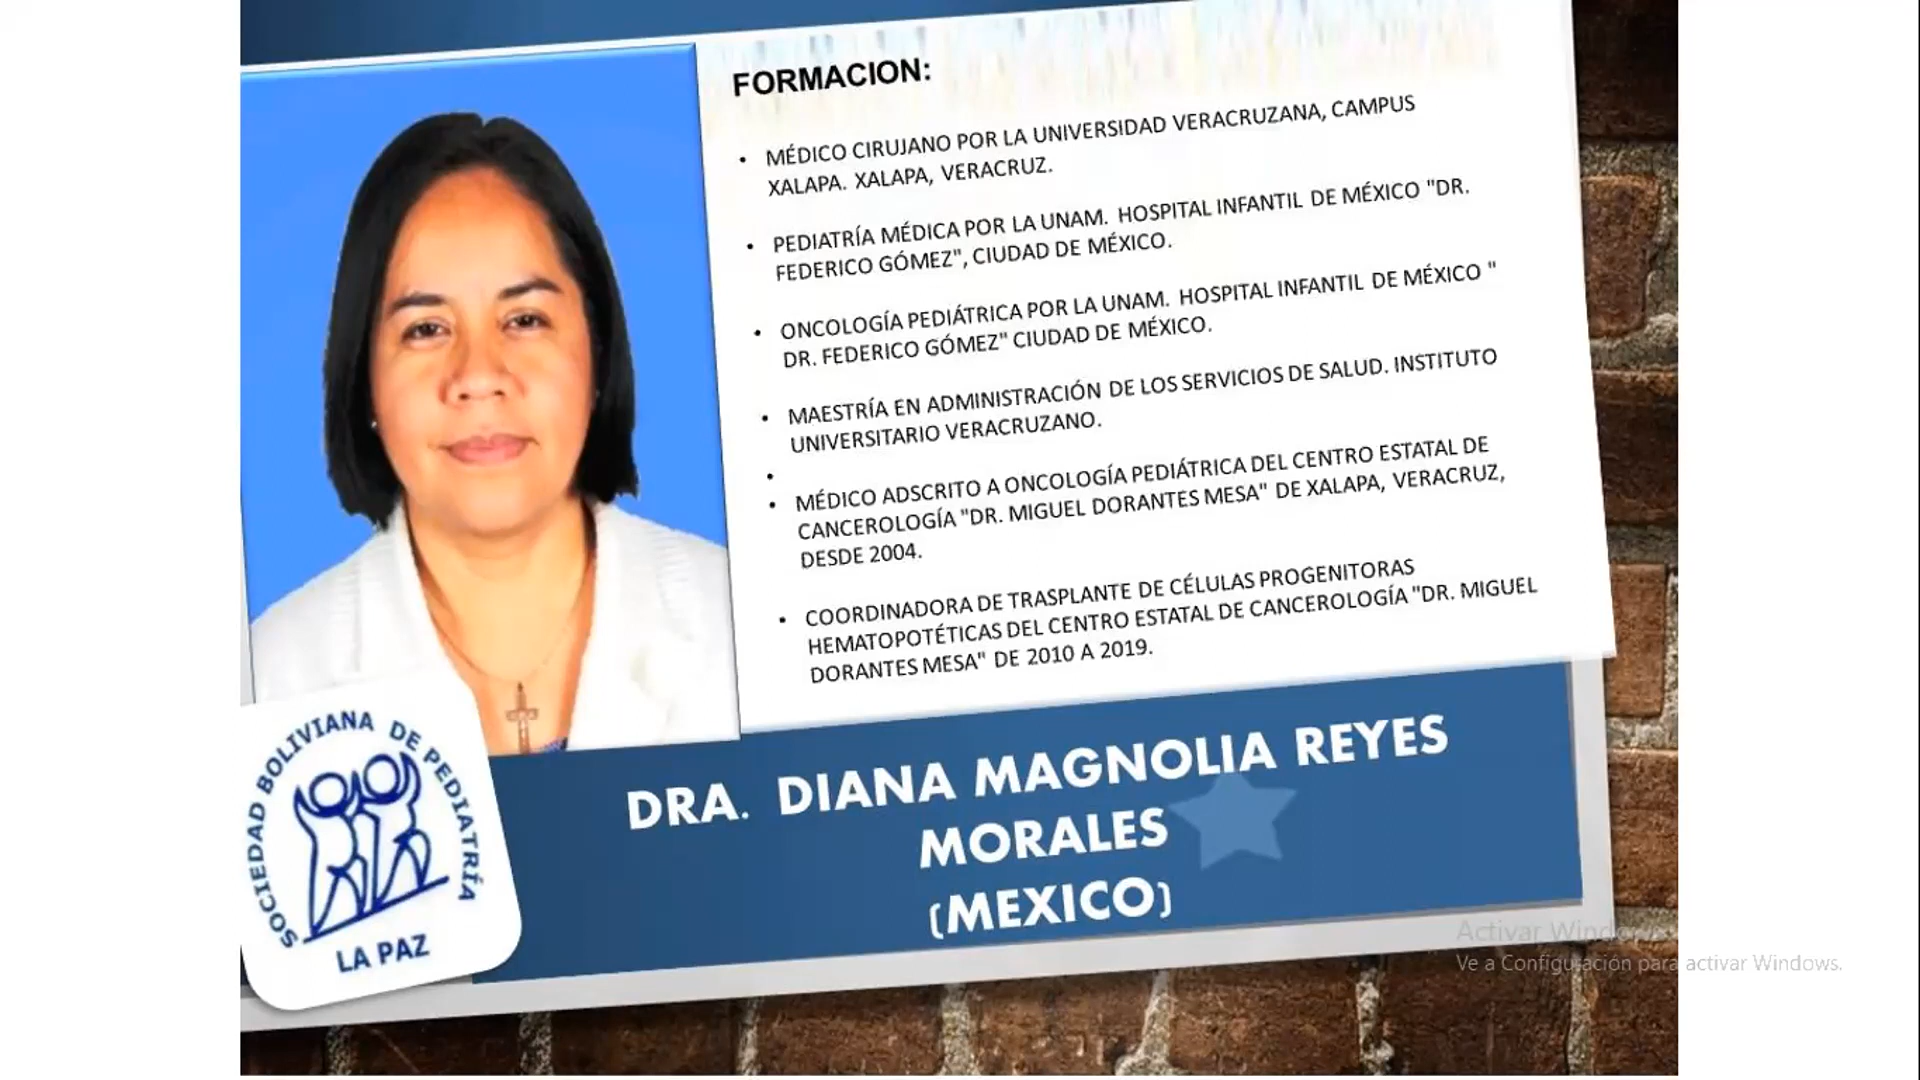 FORMACION:
• MÉDICO CIRUJANO POR LA UNIVERSIDAD VERACRUZANA, CAMPUS
XALAPA. XALAPA, VERACRUZ.
• PEDIATRÍA MÉDICA POR LA UNAM. HOSPITAL INFANTIL DE MÉXICO "DR.
FEDERICO GÓMEZ", CIUDAD DE MÉXICO.
• ONCOLOGÍA PEDIÁTRICA POR LA UNAM. HOSPITAL INFANTIL DE MÉXICO "
DR. FEDERICO GÓMEZ" CIUDAD DE MÉXICO.
• MAESTRÍA EN ADMINISTRACIÓN DE LOS SERVICIOS DE SALUD. INSTITUTO
UNIVERSITARIO VERACRUZANO.
•
• MÉDICO ADSCRITO A ONCOLOGÍA PEDIÁTRICA DEL CENTRO ESTATAL DE
CANCEROLOGÍA "DR. MIGUEL DORANTES MESA" DE XALAPA, VERACRUZ,
DESDE 2004.
• COORDINADORA DE TRASPLANTE DE CÉLULAS PROGENITORAS
HEMATOPOTÉTICAS DEL CENTRO ESTATAL DE CANCEROLOGÍA "DR. MIGUEL
DORANTES MESA" DE 2010 A 2019.
DRA. DIANA MAGNOLIA REYES
MORALES
(MEXICO)
SOCIEDAD BOLIVIANA DE PEDIATRÍA
LA PAZ
Activar Windows
Ve a Configuración para activar Windows.